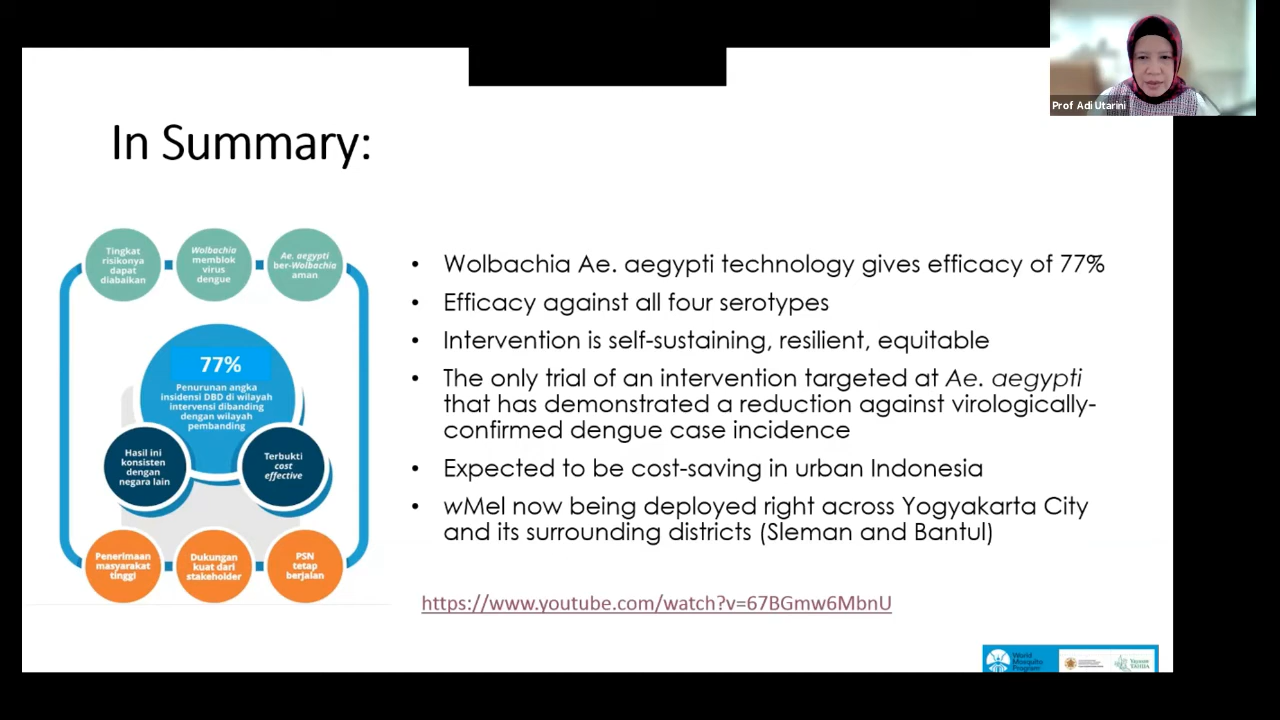 Prof Adi Utarini
In Summary:
Tingkat
risikonya
dapat
diabaikan
Wolbachia
memblok
virus
dengue
Ae. aegypti
ber-Wolbachia
aman
77%
Penurunan angka
insidensi DBD di wilayah
intervensi dibanding
dengan wilayah
pembanding
Hasil ini
konsisten
dengan
negara lain
Terbukti
cost
effective
Penerimaan
masyarakat
tinggi
Dukungan
kuat dari
stakeholder
PSN
tetap
berjalan
• Wolbachia Ae. aegypti technology gives efficacy of 77%
• Efficacy against all four serotypes
• Intervention is self-sustaining, resilient, equitable
• The only trial of an intervention targeted at Ae. aegypti
that has demonstrated a reduction against virologically-
confirmed dengue case incidence
• Expected to be cost-saving in urban Indonesia
• wMel now being deployed right across Yogyakarta City
and its surrounding districts (Sleman and Bantul)
https://www.youtube.com/watch?v=67BGmw6MbnU
World
Mosquito
Program
Yayasan
TAHIJA